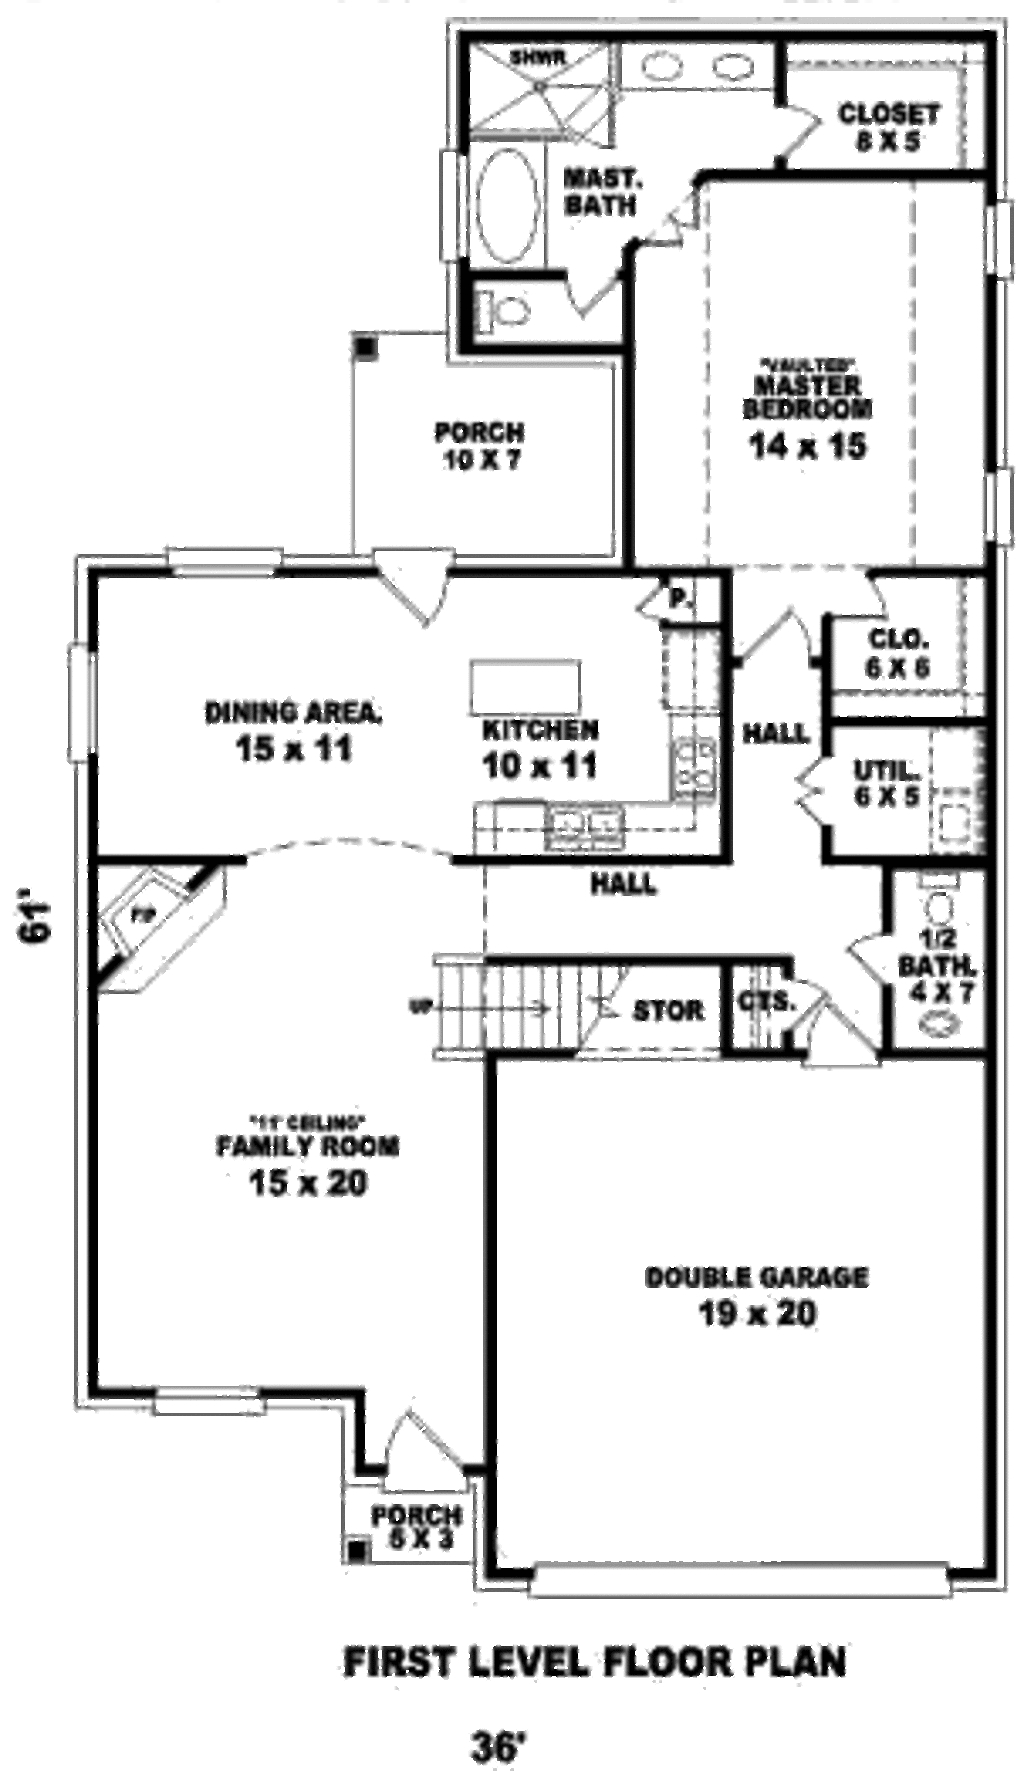 SHWR
CLOSET
8 X 5
MAST.
BATH
"VAULTED"
MASTER
BEDROOM
14 x 15
PORCH
10 X 7
P.
CLO.
6 X 6
DINING AREA.
15 x 11
KITCHEN
10 x 11
HALL
UTIL.
6 X 5
HALL
F/P
61'
1/2
BATH.
4 X 7
UP
STOR
CTS.
"11' CEILING"
FAMILY ROOM
15 x 20
DOUBLE GARAGE
19 x 20
PORCH
5 X 3
FIRST LEVEL FLOOR PLAN
36'